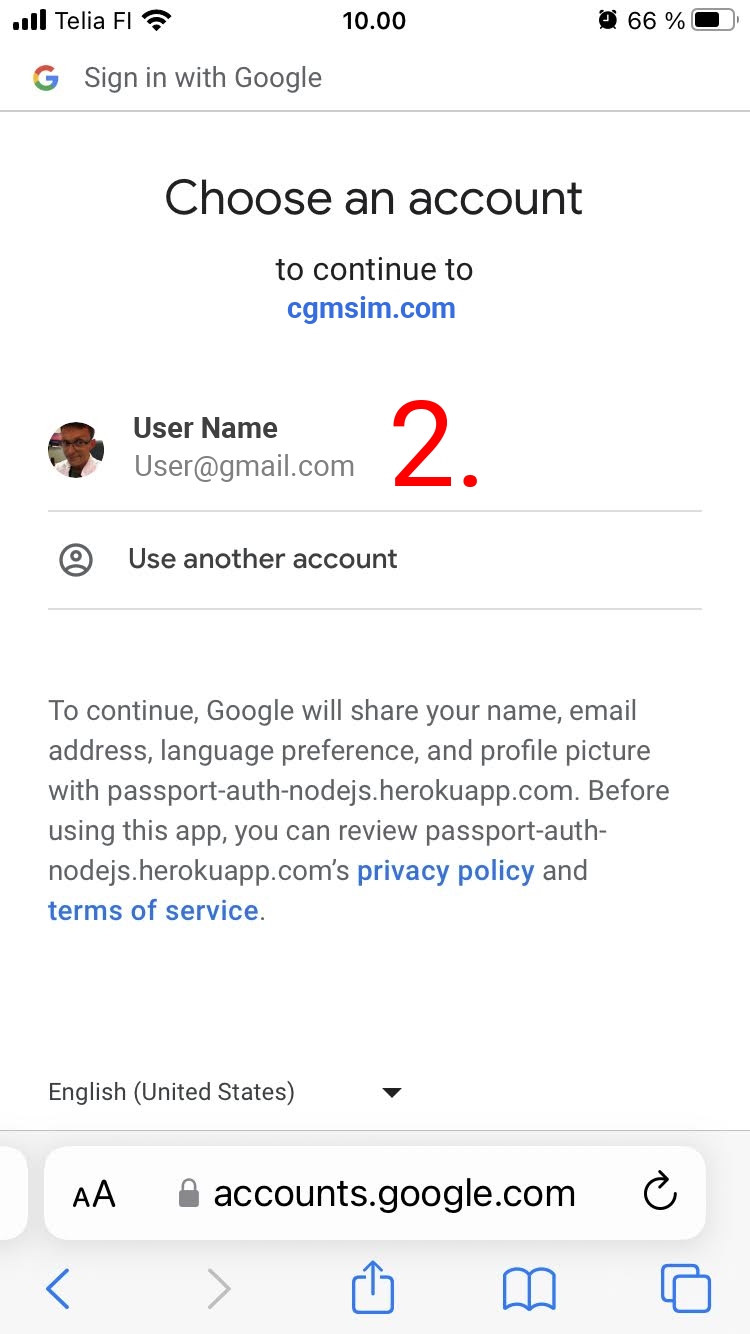 Telia FI 10.00 66 %
Sign in with Google
Choose an account
to continue to
cgmsim.com
User Name
User@gmail.com
2.
Use another account
To continue, Google will share your name, email
address, language preference, and profile picture
with passport-auth-nodejs.herokuapp.com. Before
using this app, you can review passport-auth-
nodejs.herokuapp.com’s privacy policy and
terms of service.
English (United States)
AA accounts.google.com